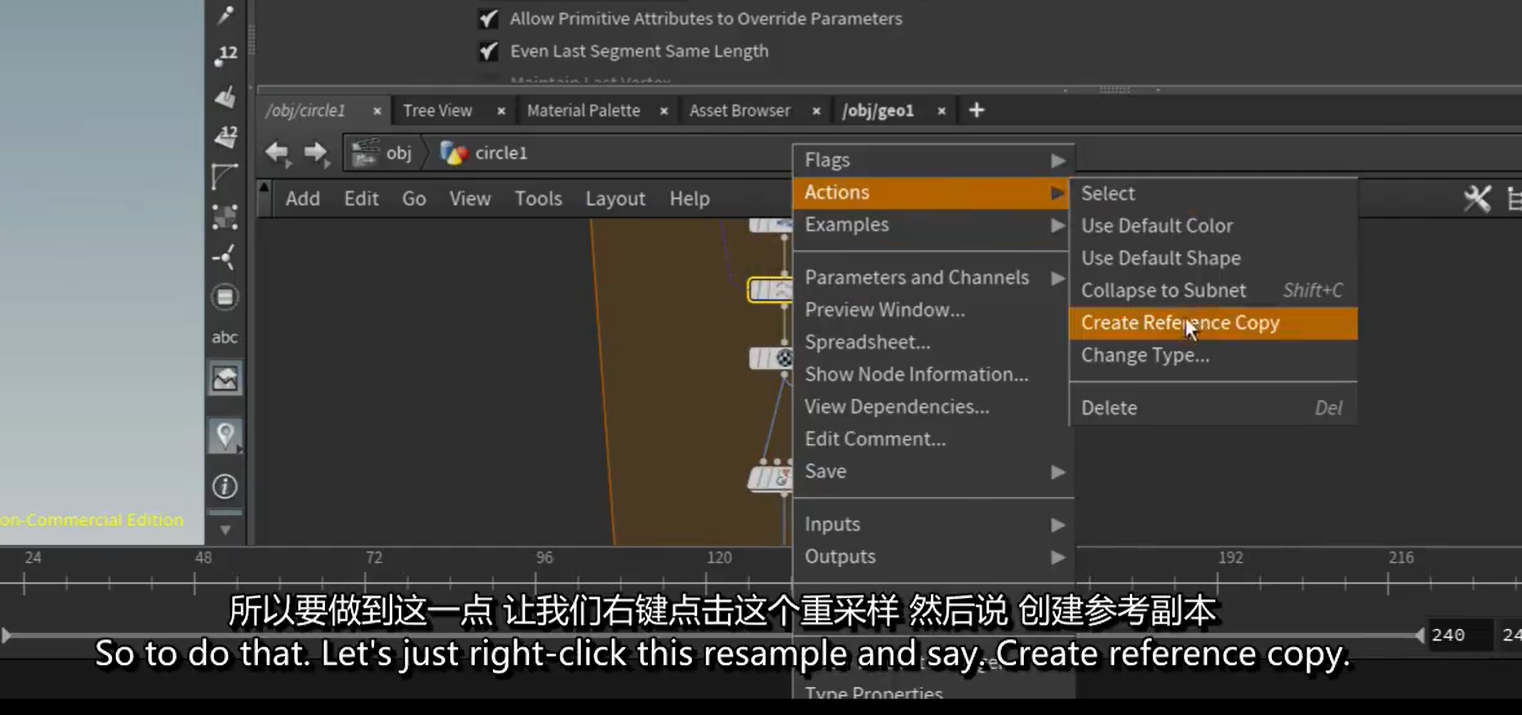 Allow Primitive Attributes to Override Parameters
12
Even Last Segment Same Length
Maintain Last Vertex
/obj/circle1 × Tree View × Material Palette × Asset Browser × /obj/geo1 × +
12
obj circle1
Add Edit Go View Tools Layout Help
Flags
Actions
Examples
Parameters and Channels
Preview Window...
Spreadsheet...
Show Node Information...
View Dependencies...
Edit Comment...
Save
Inputs
Outputs
Type Properties
Select
Use Default Color
Use Default Shape
Collapse to Subnet Shift+C
Create Reference Copy
Change Type...
Delete Del
abc
on-Commercial Edition
24 48 72 96 120 192 216
240 24
所以要做到这一点 让我们右键点击这个重采样 然后说 创建参考副本
So to do that. Let's just right-click this resample and say, Create reference copy.